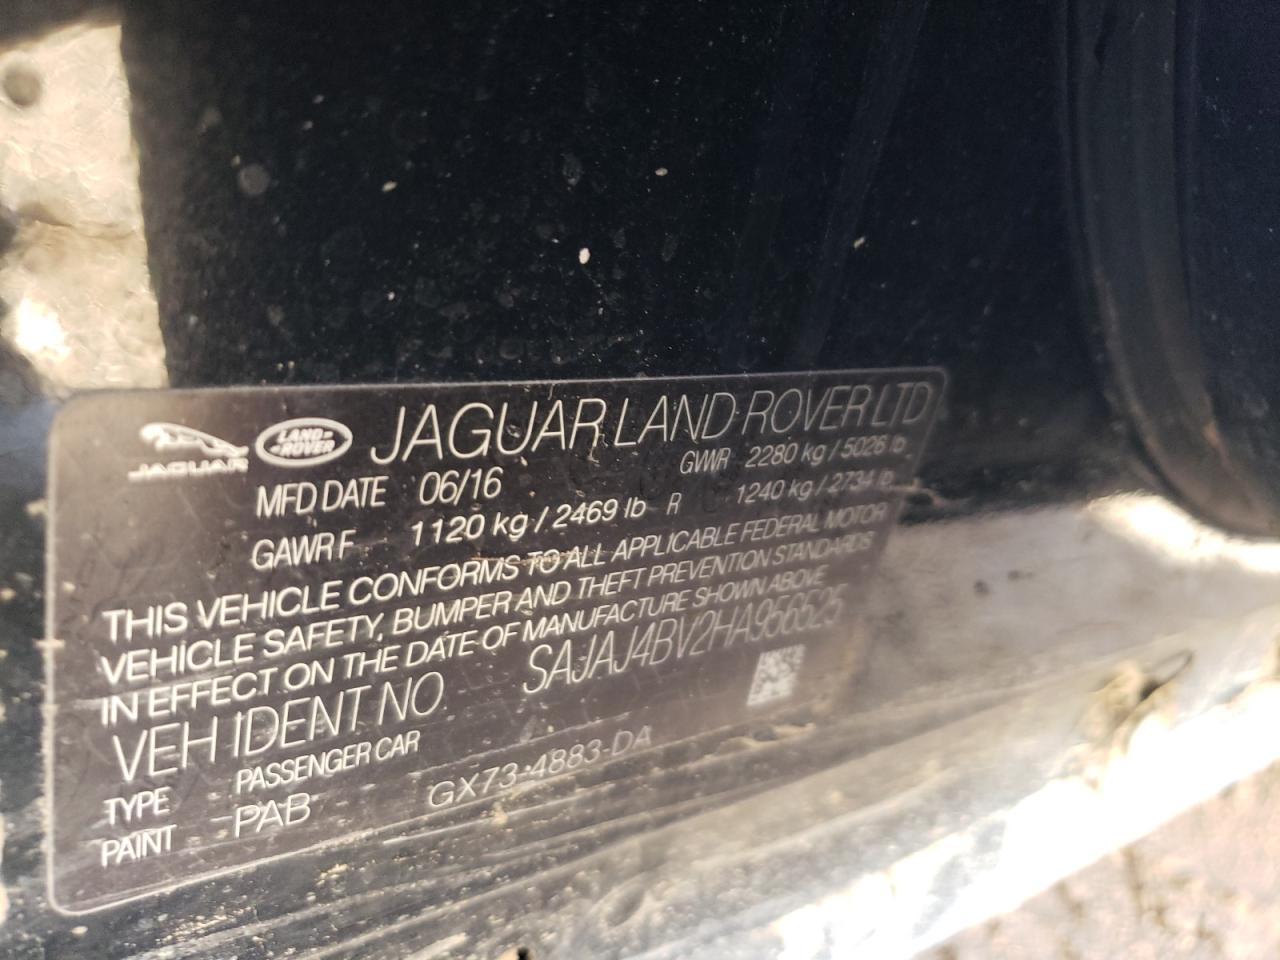 JAGUAR LAND-ROVER JAGUAR LAND ROVER LTD
MFD DATE 06/16 GVWR 2280 kg / 5026 lb
GAWR F 1120 kg / 2469 lb R 1240 kg / 2734 lb
THIS VEHICLE CONFORMS TO ALL APPLICABLE FEDERAL MOTOR
VEHICLE SAFETY, BUMPER AND THEFT PREVENTION STANDARDS
IN EFFECT ON THE DATE OF MANUFACTURE SHOWN ABOVE
VEH IDENT NO SAJAJ4BV2HA956525
TYPE - PASSENGER CAR
PAINT - PAB GX73-4883-DA